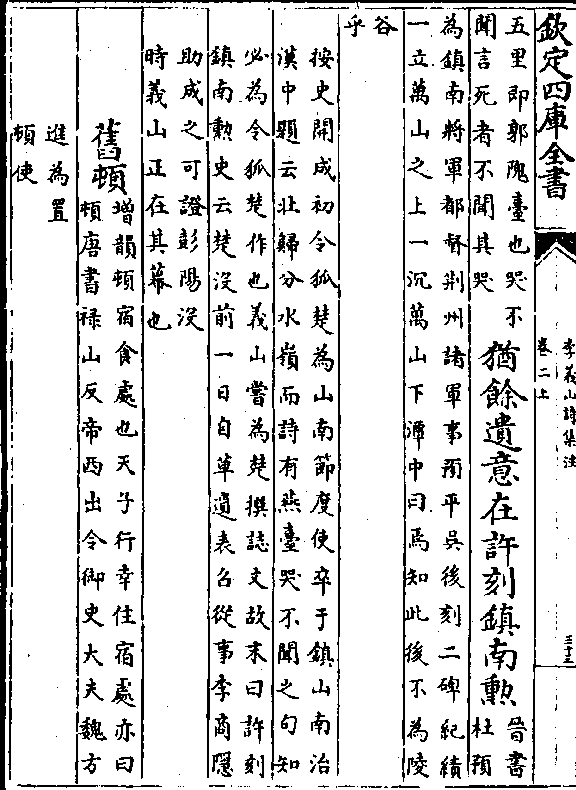 欽定四庫全書
李義山詩集注
卷二上
三十三
五里即郭隗臺也哭不
聞言死者不聞其哭
猶餘遺意在許刻鎮南勲
晉書
杜預
為鎮南將軍都督荆州諸軍事預平吳後刻二碑紀績
一立萬山之上一沉萬山下潭中曰焉知此後不為陵
谷
乎
按史開成初令狐楚為山南節度使卒于鎮山南治
漢中題云壯歸分水嶺而詩有燕臺哭不聞之句知
必為令狐楚作也義山嘗為楚撰誌文故末曰許刻
鎮南勲史云楚沒前一日自草遺表召從事李商隱
助成之可證彭陽沒
時義山正在其幕也
舊頓
增韻頓宿食處也天子行幸住宿處亦曰
頓唐書禄山反帝西出令御史大夫魏方
進為置
頓使